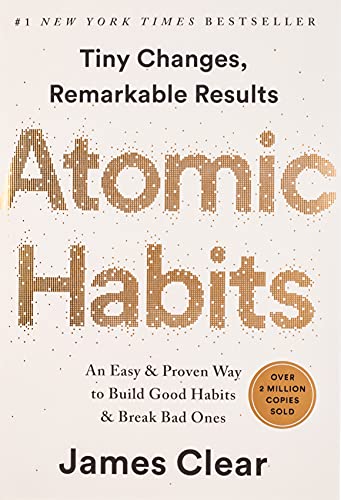 #1 NEW YORK TIMES BESTSELLER
Tiny Changes,
Remarkable Results
Atomic
Habits
An Easy & Proven Way
to Build Good Habits
& Break Bad Ones
OVER
2 MILLION
COPIES
SOLD
James Clear